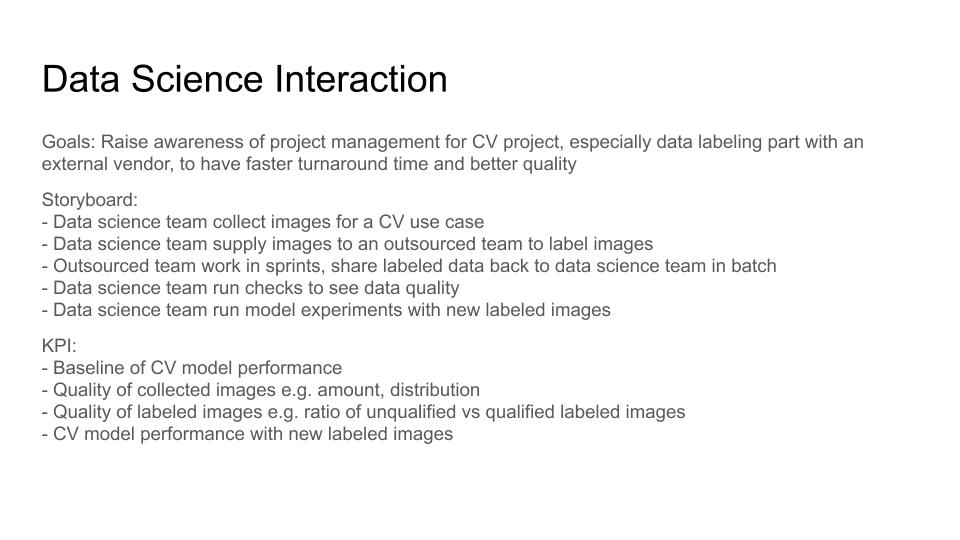 Data Science Interaction
Goals: Raise awareness of project management for CV project, especially data labeling part with an
external vendor, to have faster turnaround time and better quality
Storyboard:
- Data science team collect images for a CV use case
- Data science team supply images to an outsourced team to label images
- Outsourced team work in sprints, share labeled data back to data science team in batch
- Data science team run checks to see data quality
- Data science team run model experiments with new labeled images
KPI:
- Baseline of CV model performance
- Quality of collected images e.g. amount, distribution
- Quality of labeled images e.g. ratio of unqualified vs qualified labeled images
- CV model performance with new labeled images